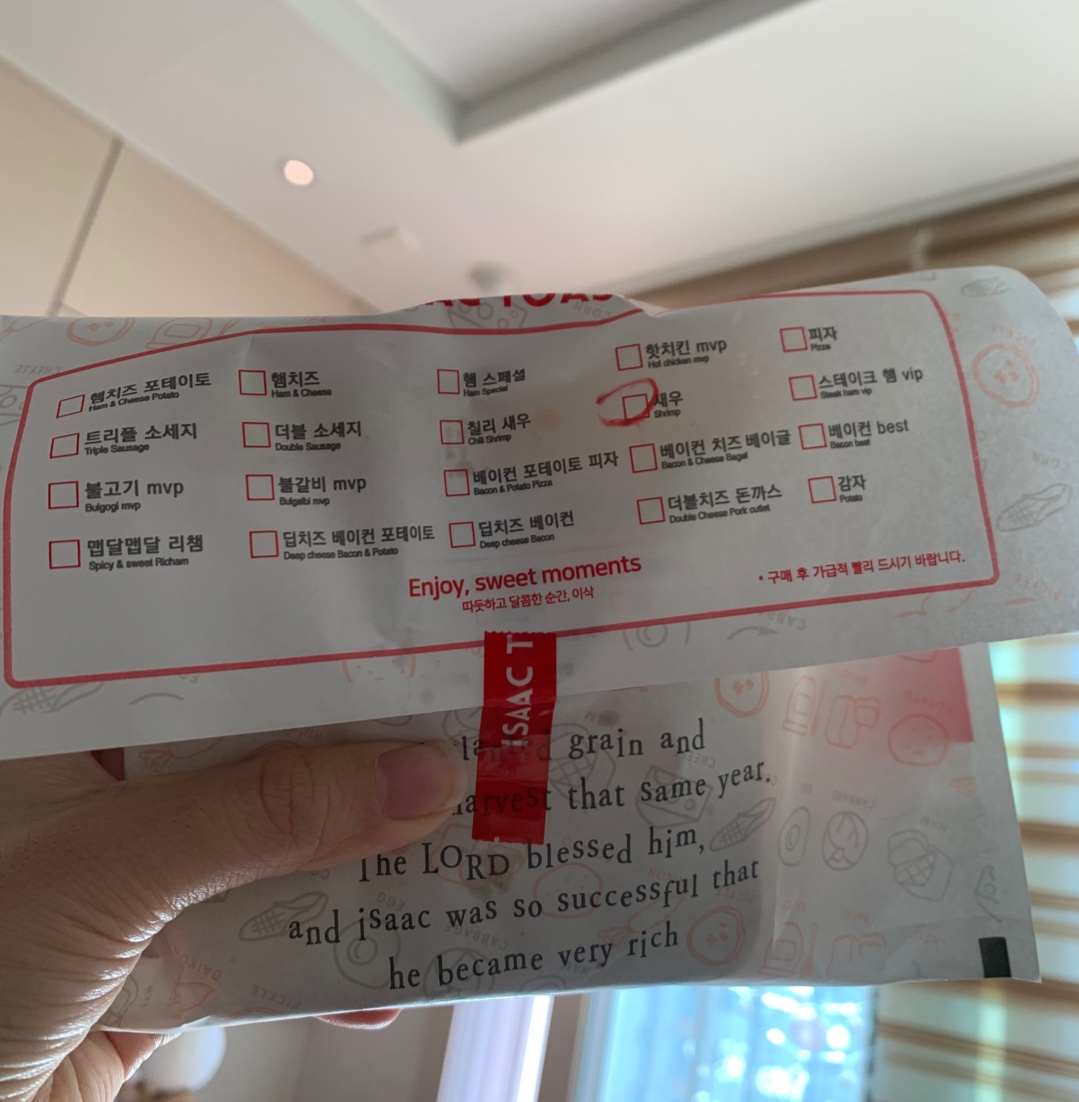 햄치즈 포테이토
Ham & Cheese Potato
햄치즈
Ham & Cheese
햄 스페셜
Ham Special
핫치킨 mvp
Hot chicken mvp
피자
Pizza
트리플 소세지
Triple Sausage
더블 소세지
Double Sausage
칠리 새우
Chili Shrimp
새우
Shrimp
스테이크 햄 vip
Steak ham vip
불고기 mvp
Bulgogi mvp
불갈비 mvp
Bulgalbi mvp
베이컨 포테이토 피자
Bacon & Potato Pizza
베이컨 치즈 베이글
Bacon & Cheese Bagel
베이컨 best
Bacon best
맵달맵달 리챔
Spicy & sweet Richam
딥치즈 베이컨 포테이토
Deep cheese Bacon & Potato
딥치즈 베이컨
Deep cheese Bacon
더블치즈 돈까스
Double Cheese Pork cutlet
감자
Potato
Enjoy, sweet moments
따뜻하고 달콤한 순간, 이삭
• 구매 후 가급적 빨리 드시기 바랍니다.
ISAAC T
grain and
harvest that same year.
The LORD blessed him,
and isaac was so successful that
he became very rich